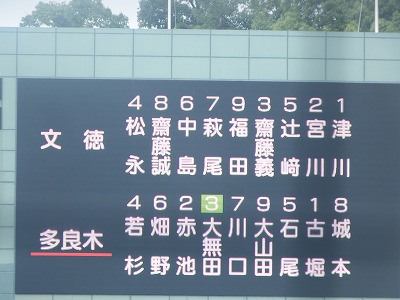 文徳
4 8 6 7 9 3 5 2 1
松永 齋藤誠 中島 萩尾 福田 齋藤義 辻崎 宮川 津川
多良木
4 6 2 3 7 9 5 1 8
若杉 畑野 赤池 大無田 川口 大山田 石尾 古堀 城本